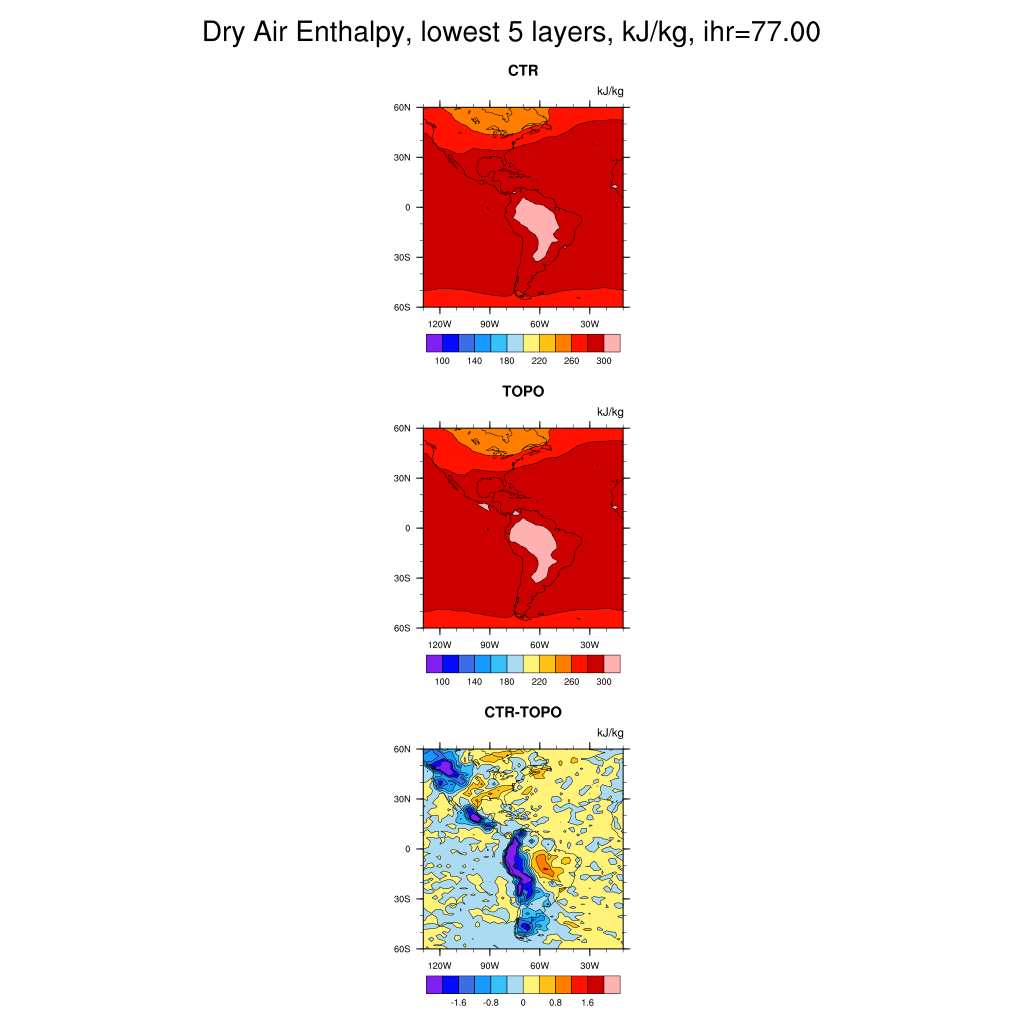 Dry Air Enthalpy, lowest 5 layers, kJ/kg, ihr=77.00
CTR
kJ/kg
60N
30N
0
30S
60S
120W 90W 60W 30W
100 140 180 220 260 300
TOPO
kJ/kg
60N
30N
0
30S
60S
120W 90W 60W 30W
100 140 180 220 260 300
CTR-TOPO
kJ/kg
60N
30N
0
30S
60S
120W 90W 60W 30W
-1.6 -0.8 0 0.8 1.6